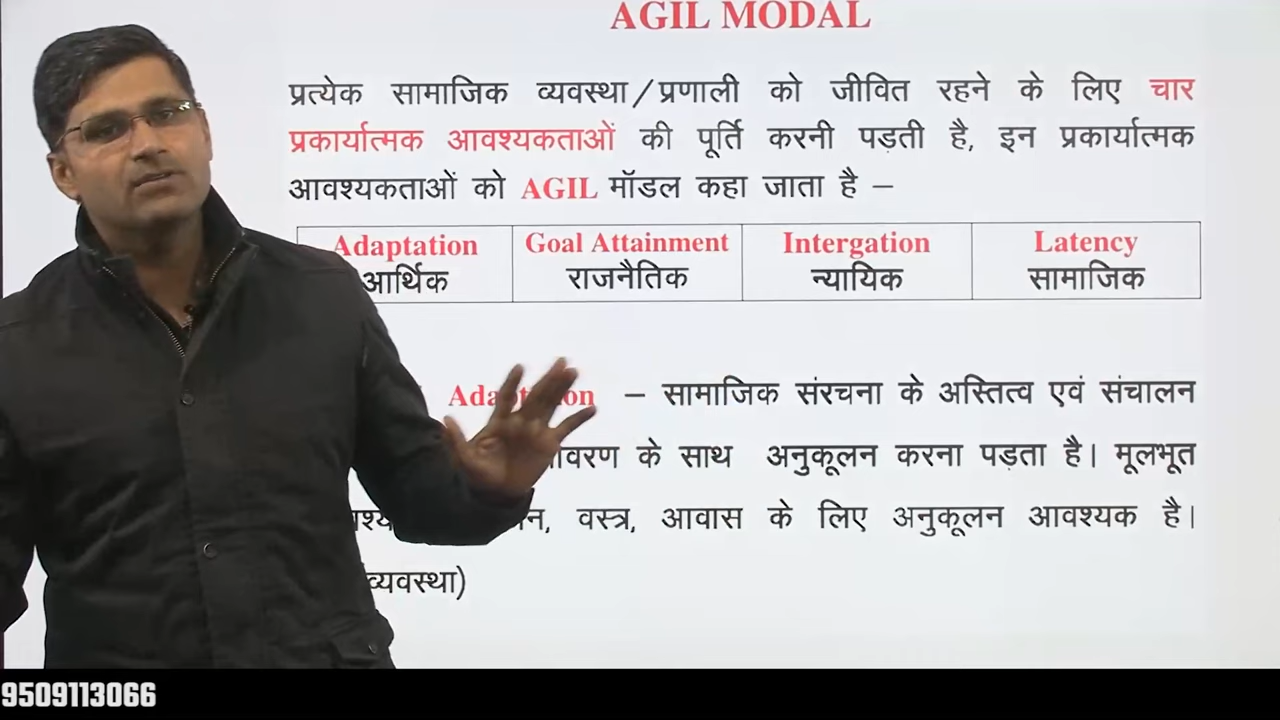 AGIL MODAL
प्रत्येक सामाजिक व्यवस्था/प्रणाली को जीवित रहने के लिए चार
प्रकार्यात्मक आवश्यकताओं की पूर्ति करनी पड़ती है, इन प्रकार्यात्मक
आवश्यकताओं को AGIL मॉडल कहा जाता है –
Adaptation Goal Attainment Intergation Latency
आर्थिक राजनैतिक न्यायिक सामाजिक
– सामाजिक संरचना के अस्तित्व एवं संचालन
के साथ अनुकूलन करना पड़ता है। मूलभूत
वस्त्र, आवास के लिए अनुकूलन आवश्यक है।
व्यवस्था)
9509113066